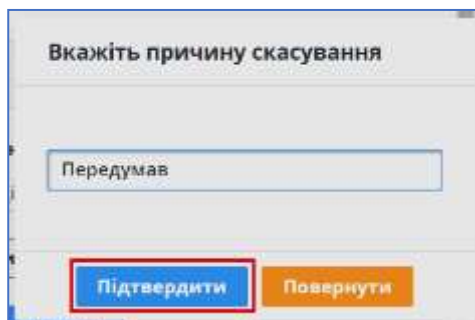 Вкажіть причину скасування
Передумав
Підтвердити Повернути